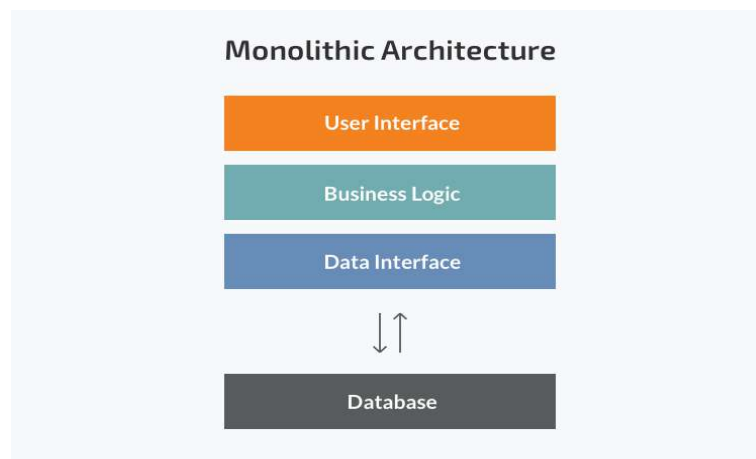 Monolithic Architecture
User Interface
Business Logic
Data Interface
Database